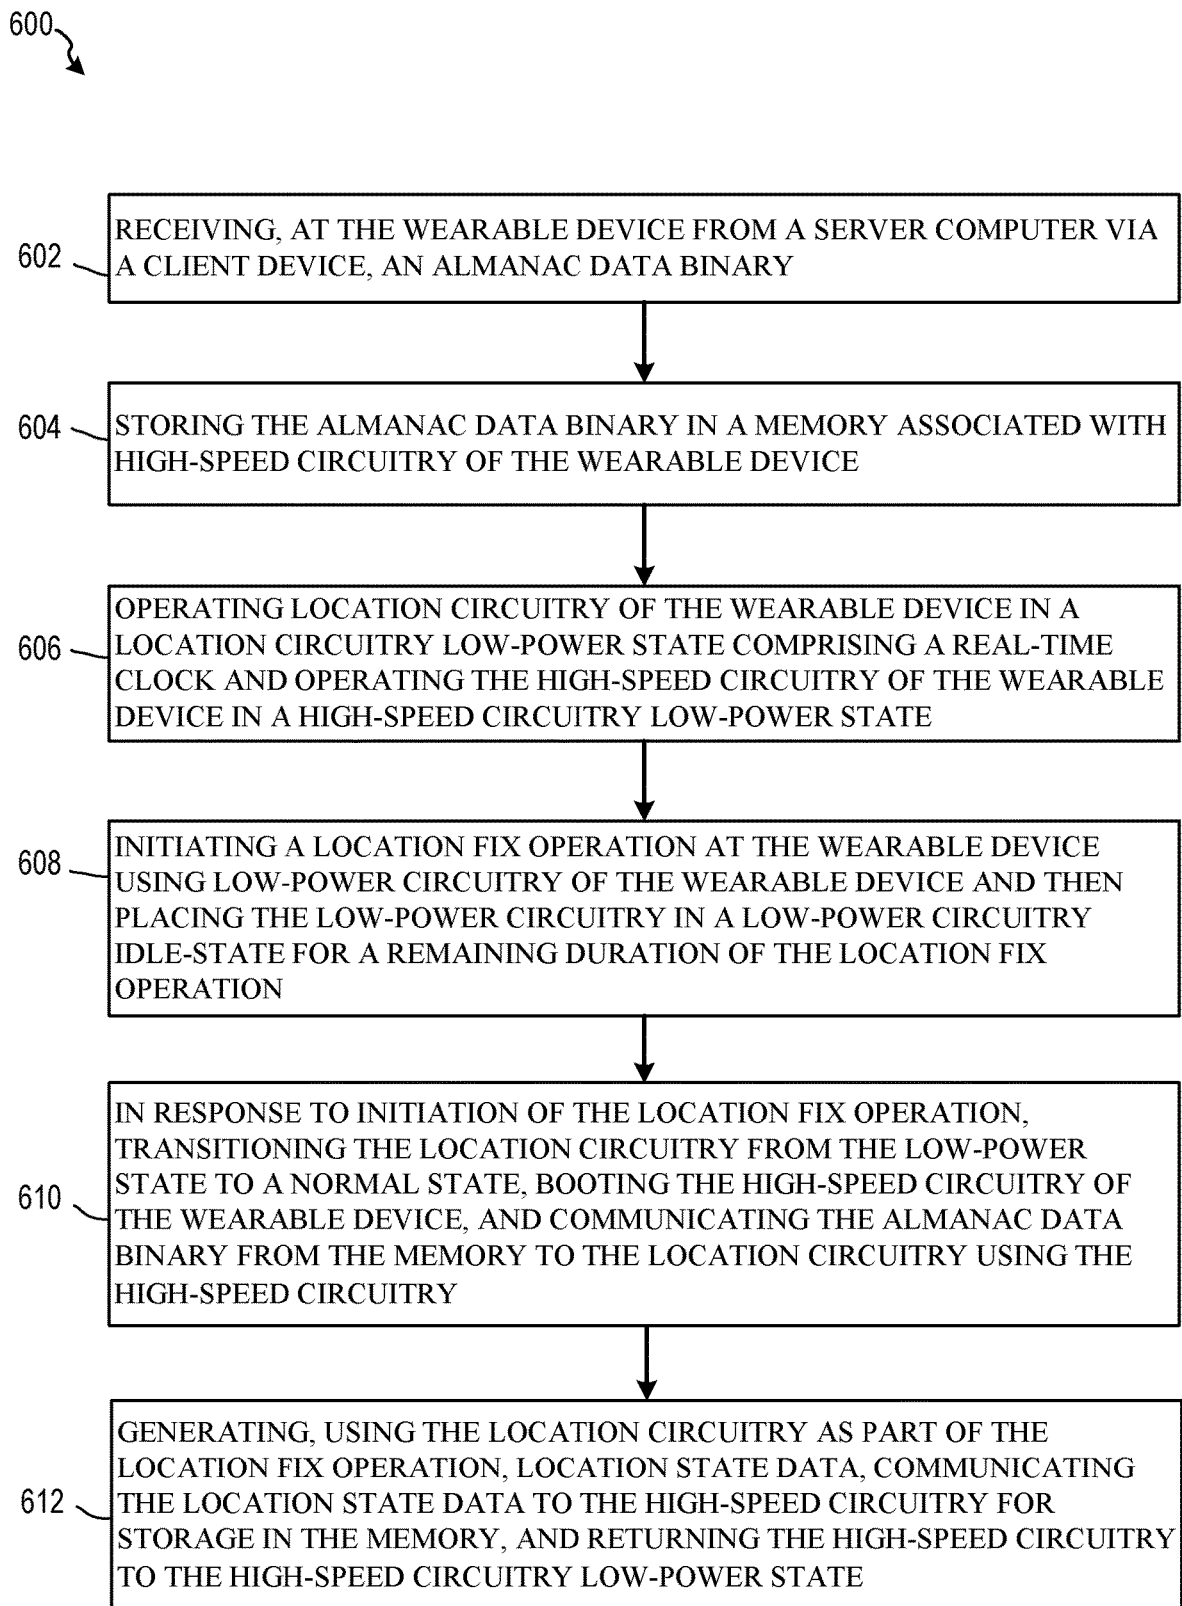 600
602
RECEIVING, AT THE WEARABLE DEVICE FROM A SERVER COMPUTER VIA
A CLIENT DEVICE, AN ALMANAC DATA BINARY
604
STORING THE ALMANAC DATA BINARY IN A MEMORY ASSOCIATED WITH
HIGH-SPEED CIRCUITRY OF THE WEARABLE DEVICE
606
OPERATING LOCATION CIRCUITRY OF THE WEARABLE DEVICE IN A
LOCATION CIRCUITRY LOW-POWER STATE COMPRISING A REAL-TIME
CLOCK AND OPERATING THE HIGH-SPEED CIRCUITRY OF THE WEARABLE
DEVICE IN A HIGH-SPEED CIRCUITRY LOW-POWER STATE
608
INITIATING A LOCATION FIX OPERATION AT THE WEARABLE DEVICE
USING LOW-POWER CIRCUITRY OF THE WEARABLE DEVICE AND THEN
PLACING THE LOW-POWER CIRCUITRY IN A LOW-POWER CIRCUITRY
IDLE-STATE FOR A REMAINING DURATION OF THE LOCATION FIX
OPERATION
610
IN RESPONSE TO INITIATION OF THE LOCATION FIX OPERATION,
TRANSITIONING THE LOCATION CIRCUITRY FROM THE LOW-POWER
STATE TO A NORMAL STATE, BOOTING THE HIGH-SPEED CIRCUITRY OF
THE WEARABLE DEVICE, AND COMMUNICATING THE ALMANAC DATA
BINARY FROM THE MEMORY TO THE LOCATION CIRCUITRY USING THE
HIGH-SPEED CIRCUITRY
612
GENERATING, USING THE LOCATION CIRCUITRY AS PART OF THE
LOCATION FIX OPERATION, LOCATION STATE DATA, COMMUNICATING
THE LOCATION STATE DATA TO THE HIGH-SPEED CIRCUITRY FOR
STORAGE IN THE MEMORY, AND RETURNING THE HIGH-SPEED CIRCUITRY
TO THE HIGH-SPEED CIRCUITRY LOW-POWER STATE